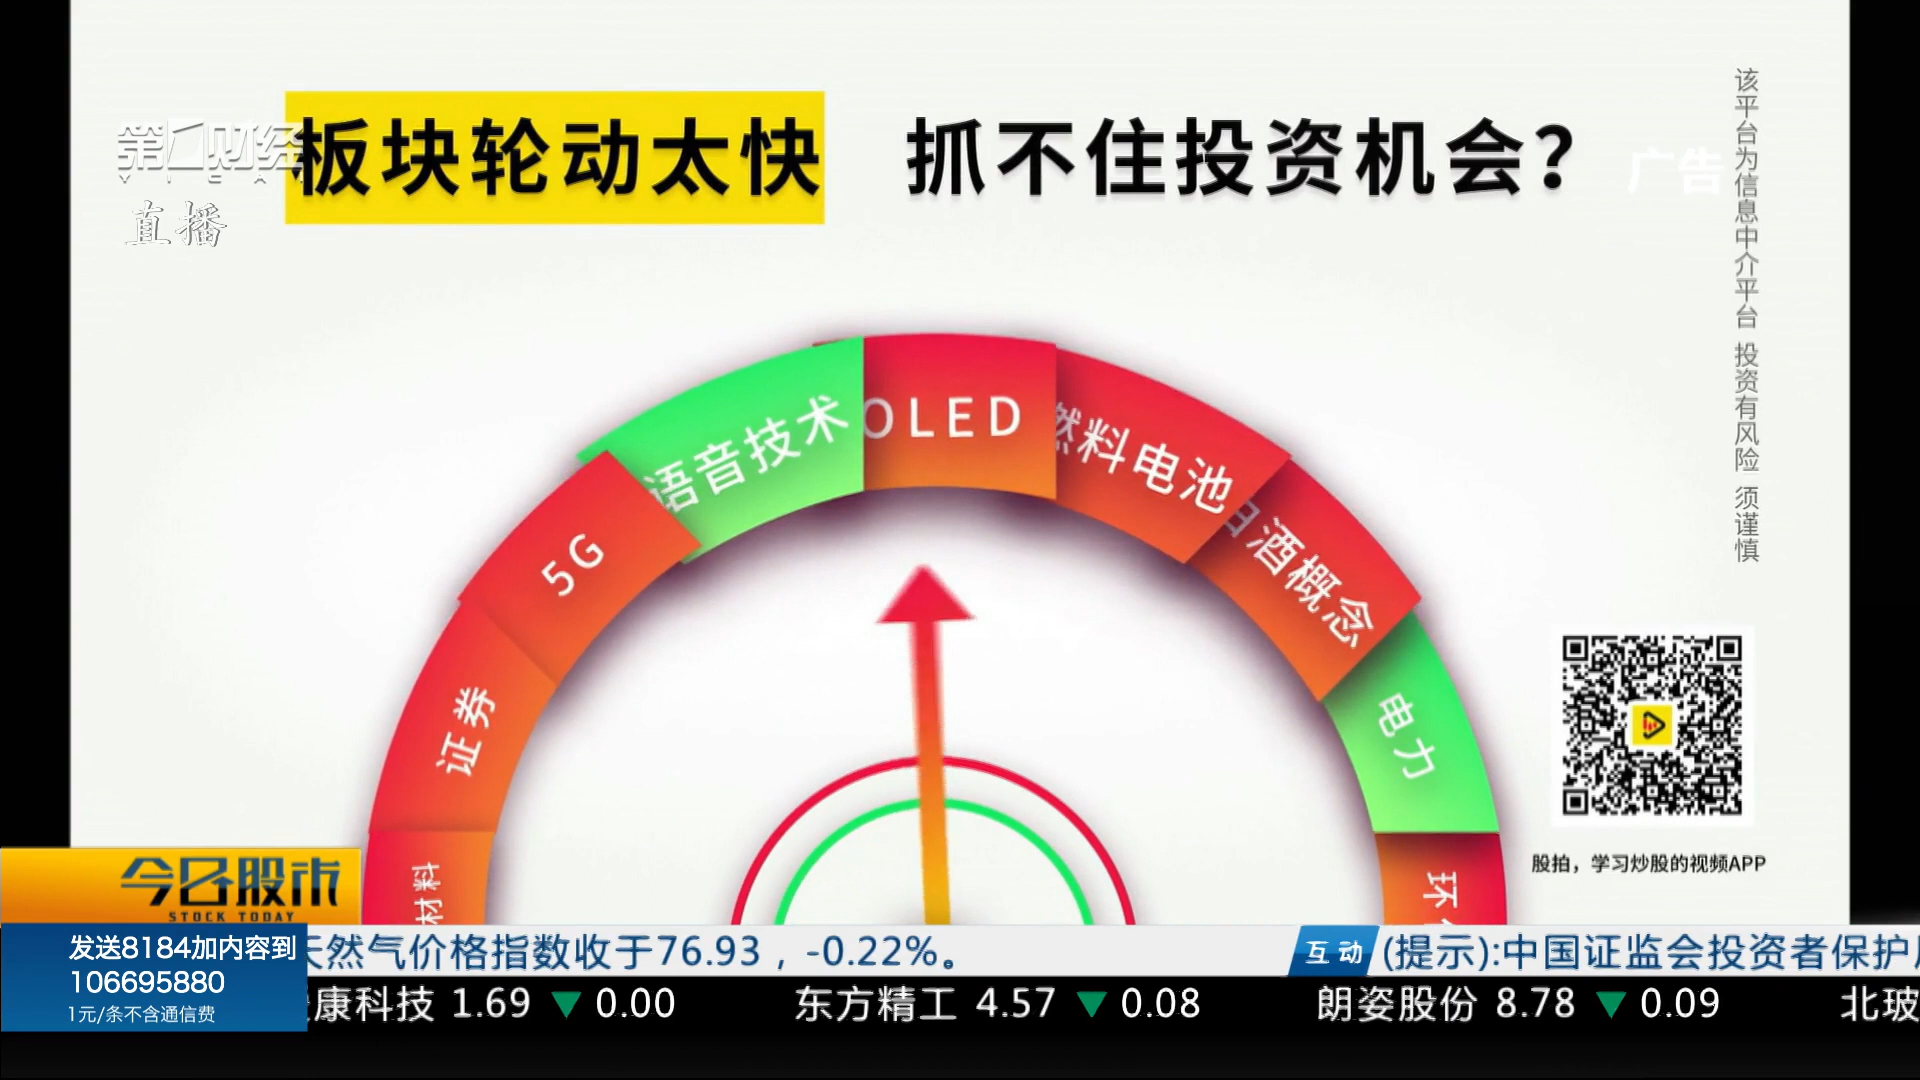 板块轮动太快 抓不住投资机会？
第一财经
YICAI
直播
广告
该平台为信息中介平台 投资有风险 须谨慎
材料
证券
5G
语音技术
OLED
燃料电池
白酒概念
电力
环
股拍，学习炒股的视频APP
今日股市
STOCK TODAY
发送8184加内容到
106695880
1元/条不含通信费
天然气价格指数收于76.93，-0.22%。
互动 (提示):中国证监会投资者保护
康科技 1.69 ▼ 0.00 东方精工 4.57 ▼ 0.08 朗姿股份 8.78 ▼ 0.09 北玻